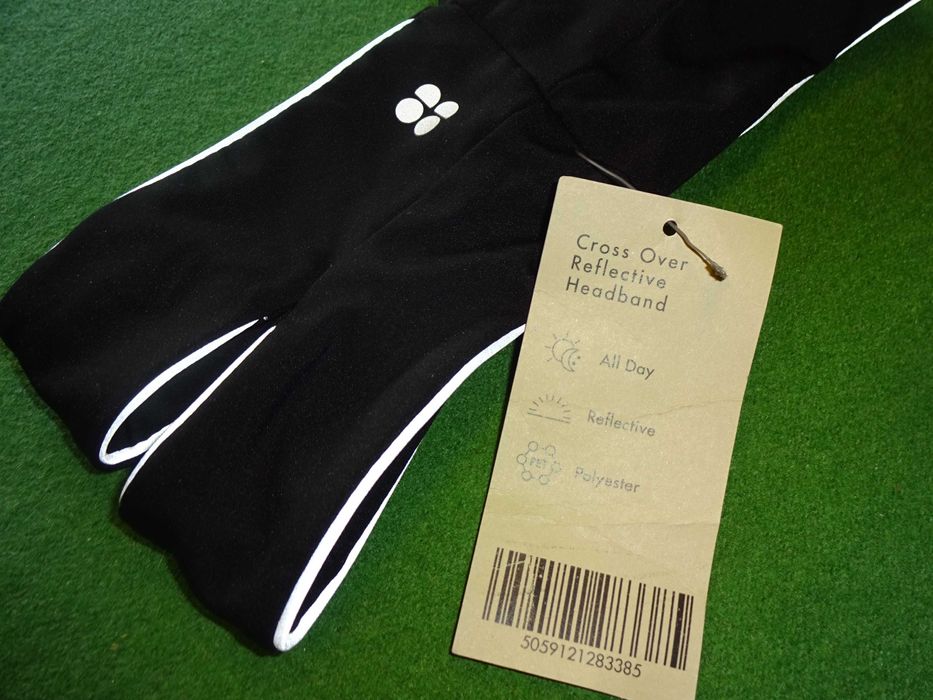 Cross Over
Reflective
Headband
All Day
Reflective
PET
Polyester
5059121283385